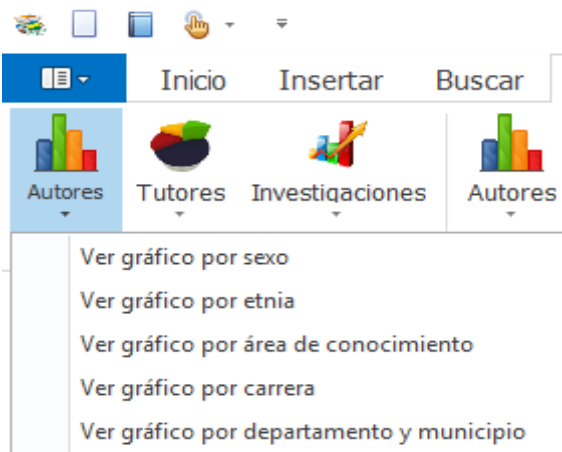 Inicio Insertar Buscar
Autores Tutores Investigaciones Autores
Ver gráfico por sexo
Ver gráfico por etnia
Ver gráfico por área de conocimiento
Ver gráfico por carrera
Ver gráfico por departamento y municipio